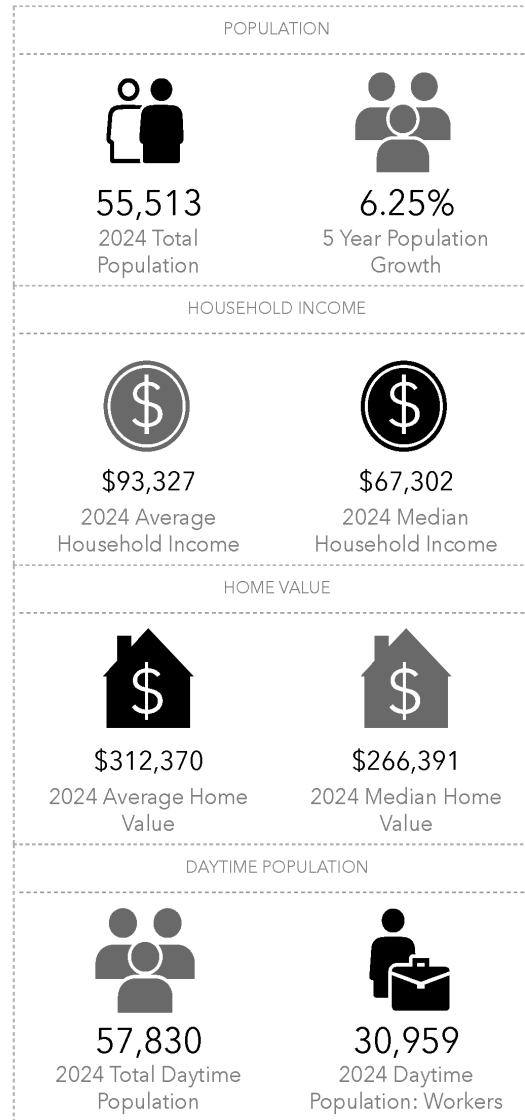 POPULATION
55,513
2024 Total
Population
6.25%
5 Year Population
Growth
HOUSEHOLD INCOME
$
$93,327
2024 Average
Household Income
$
$67,302
2024 Median
Household Income
HOME VALUE
$
$312,370
2024 Average Home
Value
$
$266,391
2024 Median Home
Value
DAYTIME POPULATION
57,830
2024 Total Daytime
Population
30,959
2024 Daytime
Population: Workers